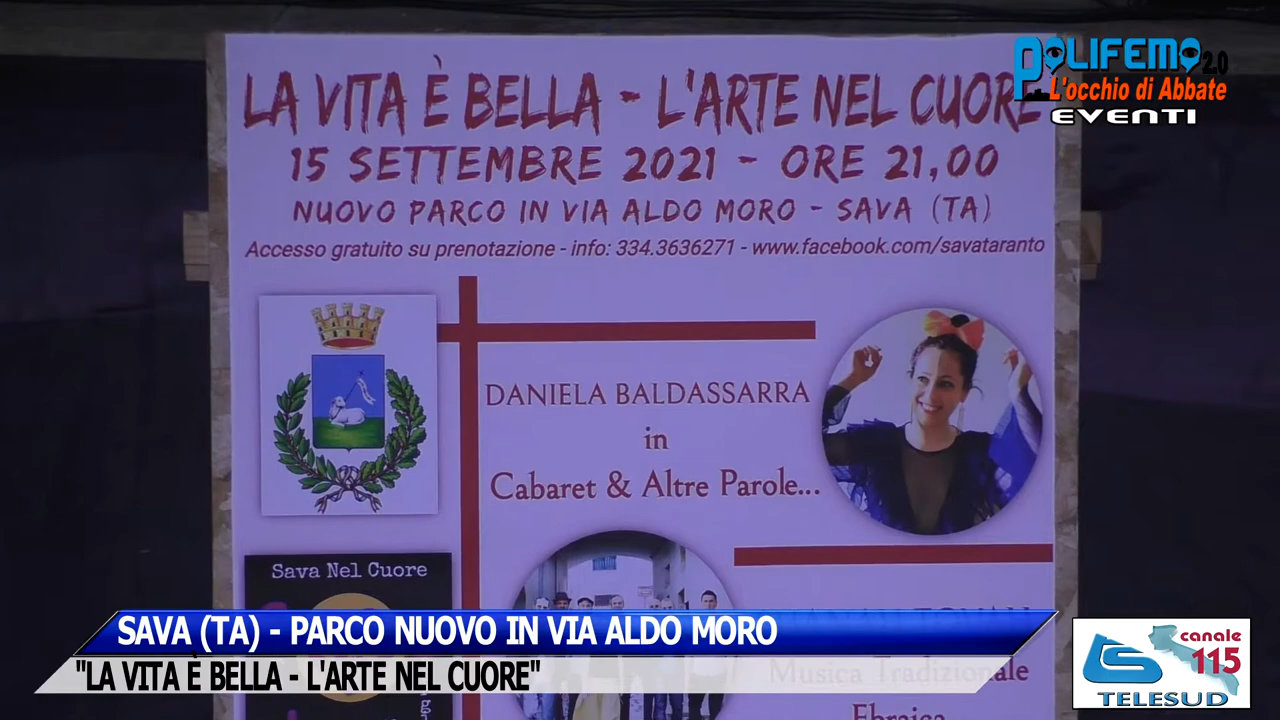 LA VITA È BELLA - L'ARTE NEL CUORE
15 SETTEMBRE 2021 - ORE 21,00
NUOVO PARCO IN VIA ALDO MORO - SAVA (TA)
Accesso gratuito su prenotazione - info: 334.3636271 - www.facebook.com/savataranto
POLIFEMO 2.0
L'occhio di Abbate
EVENTI
DANIELA BALDASSARRA
in
Cabaret & Altre Parole...
Sava Nel Cuore
Musica Tradizionale
Ebraica
SAVA (TA) - PARCO NUOVO IN VIA ALDO MORO
"LA VITA È BELLA - L'ARTE NEL CUORE"
canale
115
TELESUD